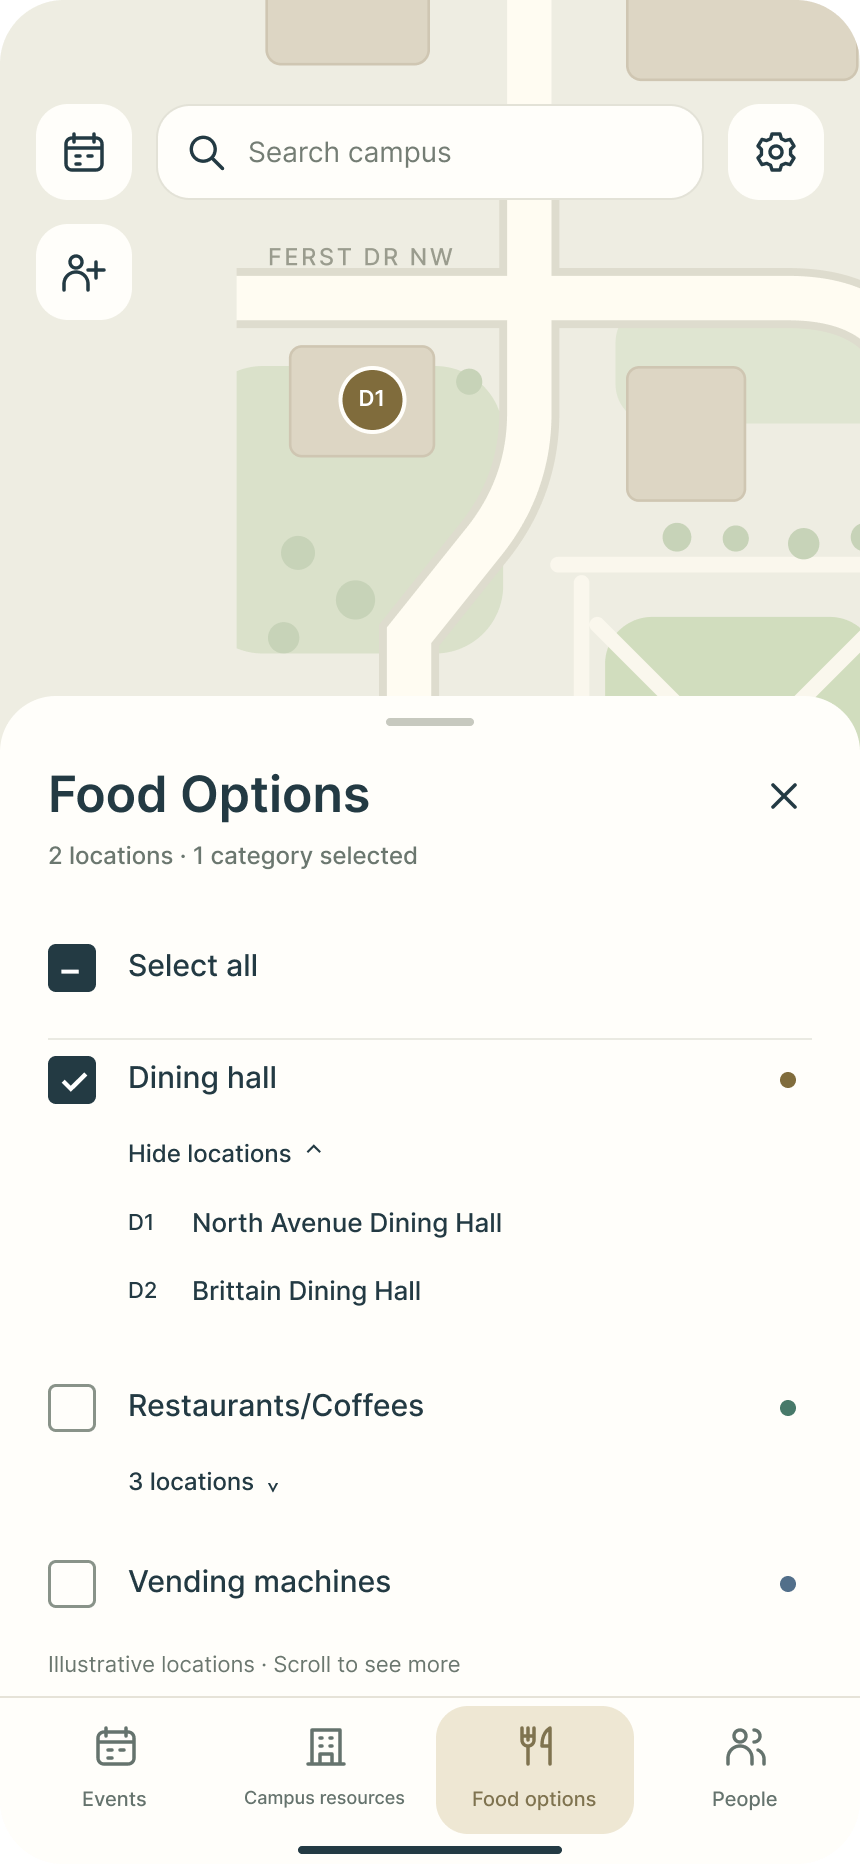 Search campus
FERST DR NW
D1
Food Options
2 locations · 1 category selected
Select all
Dining hall
Hide locations
D1 North Avenue Dining Hall
D2 Brittain Dining Hall
Restaurants/Coffees
3 locations
Vending machines
Illustrative locations · Scroll to see more
Events Campus resources Food options People